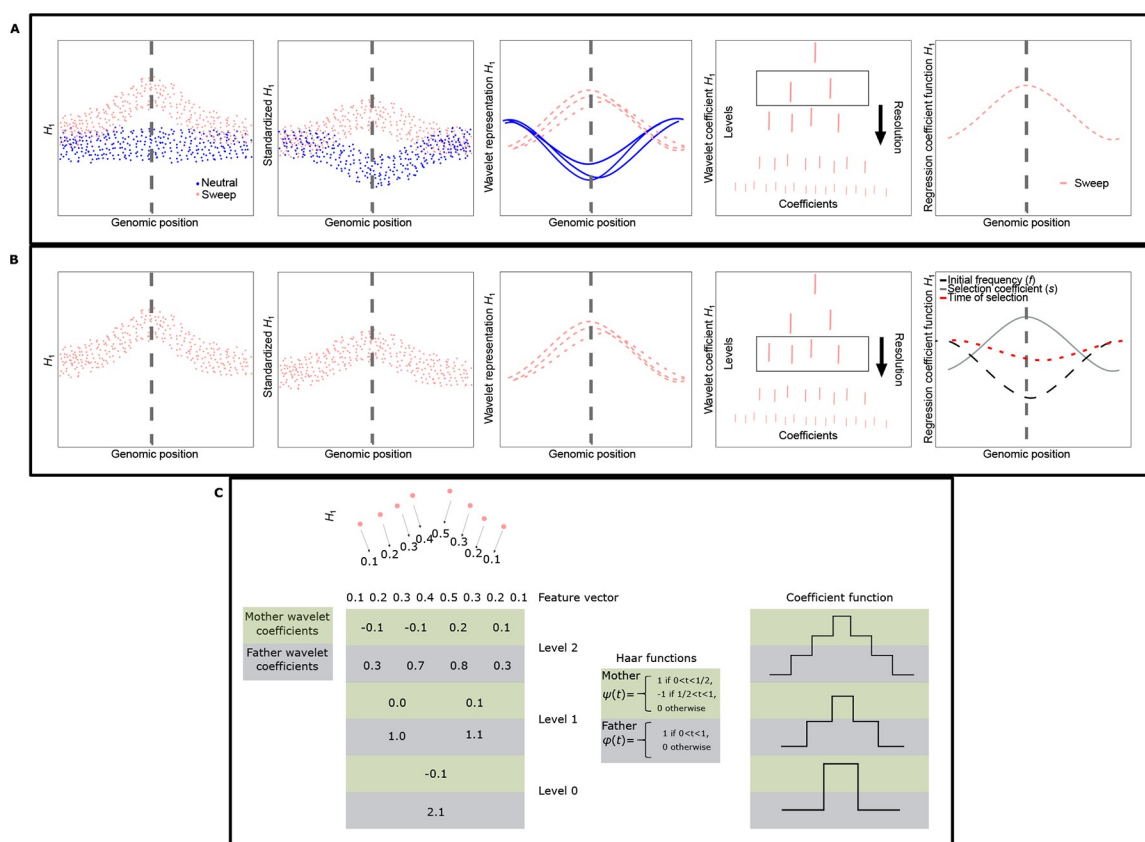 A
H1
Genomic position
Neutral
Sweep
Standardized H1
Genomic position
Wavelet representation H1
Genomic position
Wavelet coefficient H1
Levels
Resolution
Coefficients
Regression coefficient function H1
Sweep
Genomic position
B
H1
Genomic position
Standardized H1
Genomic position
Wavelet representation H1
Genomic position
Wavelet coefficient H1
Levels
Resolution
Coefficients
Regression coefficient function H1
Initial frequency (f)
Selection coefficient (s)
Time of selection
Genomic position
C
H1
0.1 0.2 0.3 0.4 0.5 0.3 0.2 0.1
0.1 0.2 0.3 0.4 0.5 0.3 0.2 0.1 Feature vector
Mother wavelet
coefficients
-0.1 -0.1 0.2 0.1
Level 2
Father wavelet
coefficients
0.3 0.7 0.8 0.3
0.0 0.1
Level 1
1.0 1.1
-0.1
Level 0
2.1
Haar functions
Mother
ψ(t)=
1 if 0<t<1/2,
-1 if 1/2<t<1,
0 otherwise
Father
φ(t)=
1 if 0<t<1,
0 otherwise
Coefficient function